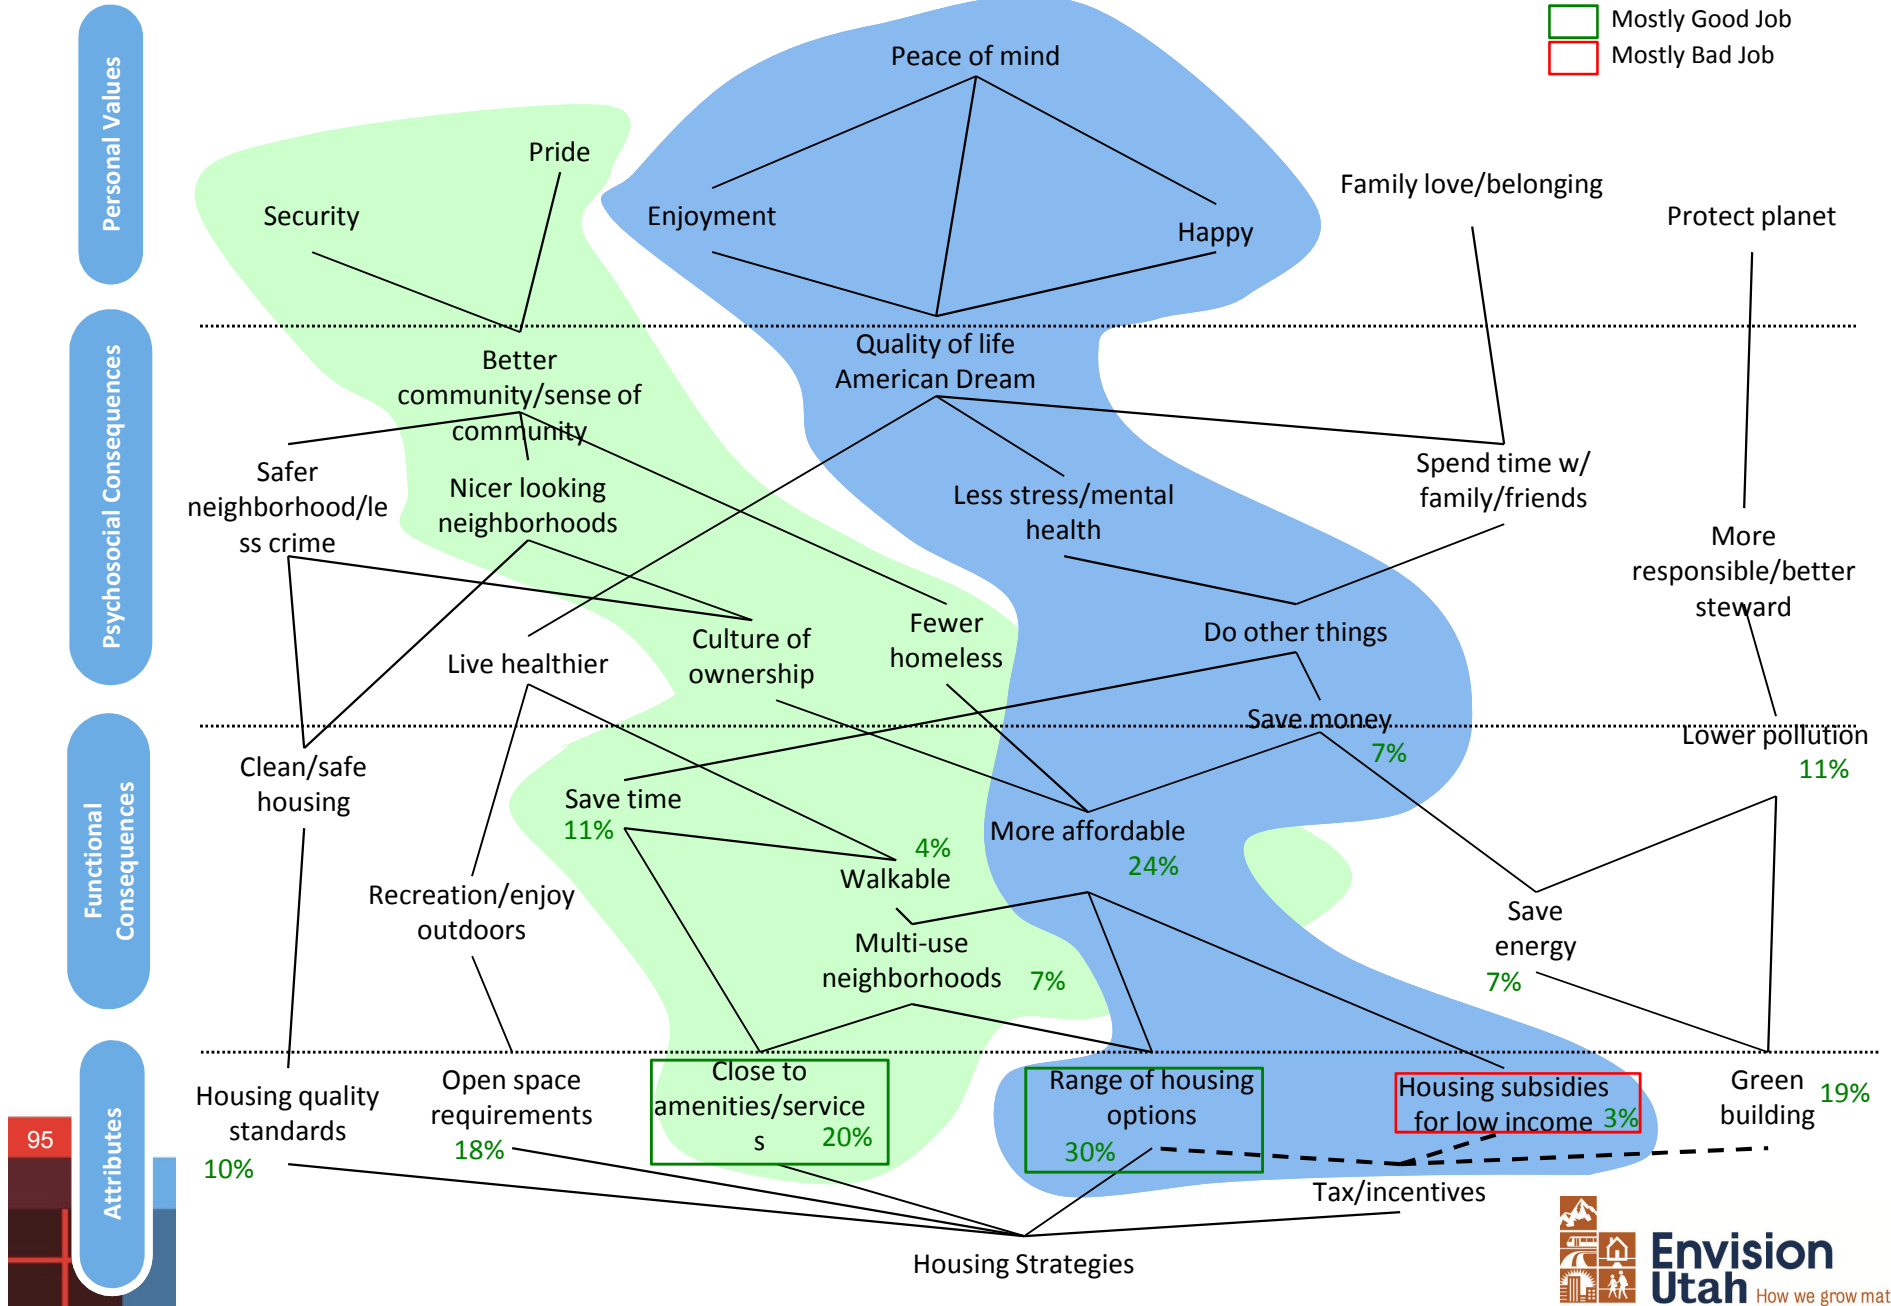 Mostly Good Job
Mostly Bad Job
Personal Values
Peace of mind
Pride
Security
Enjoyment
Happy
Family love/belonging
Protect planet
Psychosocial Consequences
Better
community/sense of
community
Quality of life
American Dream
Safer
neighborhood/le
ss crime
Nicer looking
neighborhoods
Less stress/mental
health
Spend time w/
family/friends
More
responsible/better
steward
Live healthier
Culture of
ownership
Fewer
homeless
Do other things
Functional
Consequences
Save money
7%
Lower pollution
11%
Clean/safe
housing
Save time
11%
4%
Walkable
More affordable
24%
Recreation/enjoy
outdoors
Multi-use
neighborhoods
7%
Save
energy
7%
Attributes
Housing quality
standards
10%
Open space
requirements
18%
Close to
amenities/service
s
20%
Range of housing
options
30%
Housing subsidies
for low income
3%
Green
building
19%
Tax/incentives
Housing Strategies
95
Envision
Utah
How we grow mat